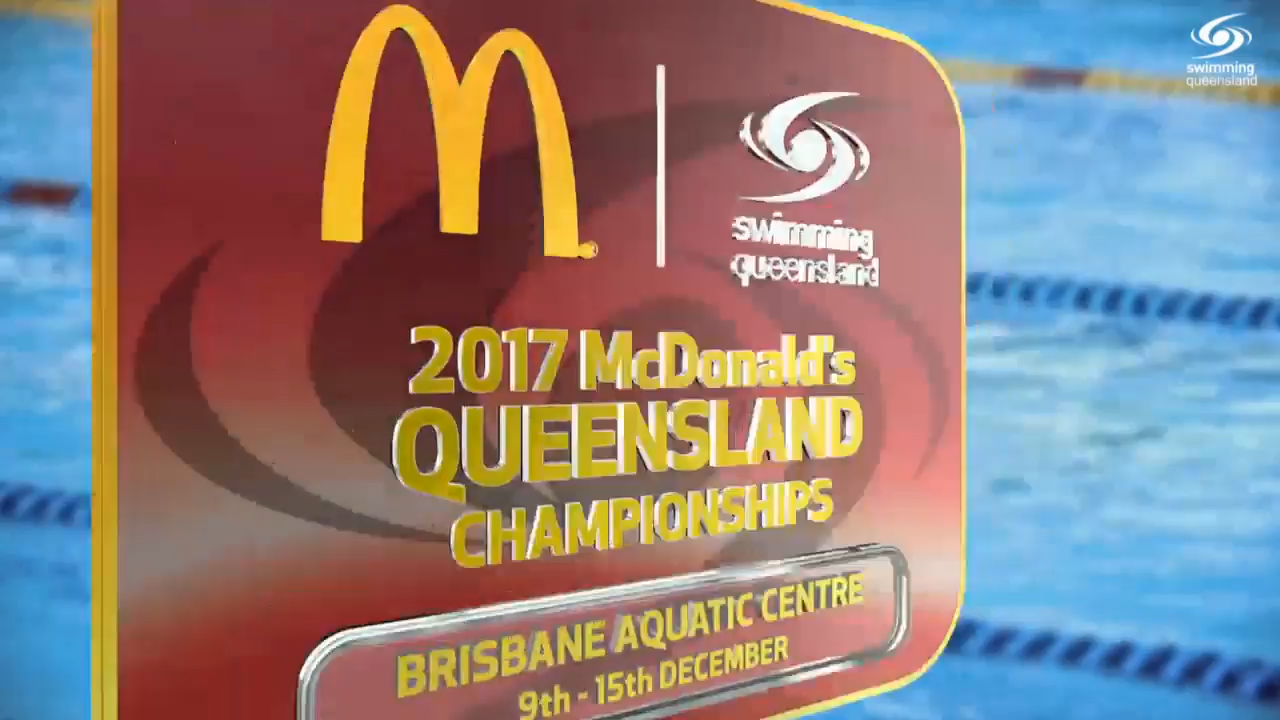 swimming
queensland
swimming
queensland
2017 McDonald's
QUEENSLAND
CHAMPIONSHIPS
BRISBANE AQUATIC CENTRE
9th - 15th DECEMBER